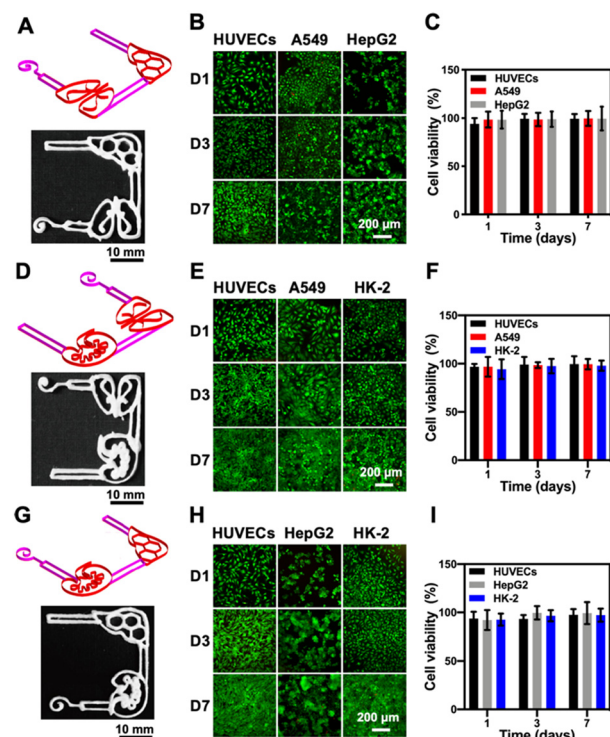 A
10 mm
B
HUVECs A549 HepG2
D1
D3
D7
200 µm
C
Cell viability (%)
150
100
50
0
HUVECs
A549
HepG2
1 3 7
Time (days)
D
10 mm
E
HUVECs A549 HK-2
D1
D3
D7
200 µm
F
Cell viability (%)
150
100
50
0
HUVECs
A549
HK-2
1 3 7
Time (days)
G
10 mm
H
HUVECs HepG2 HK-2
D1
D3
D7
200 µm
I
Cell viability (%)
150
100
50
0
HUVECs
HepG2
HK-2
1 3 7
Time (days)